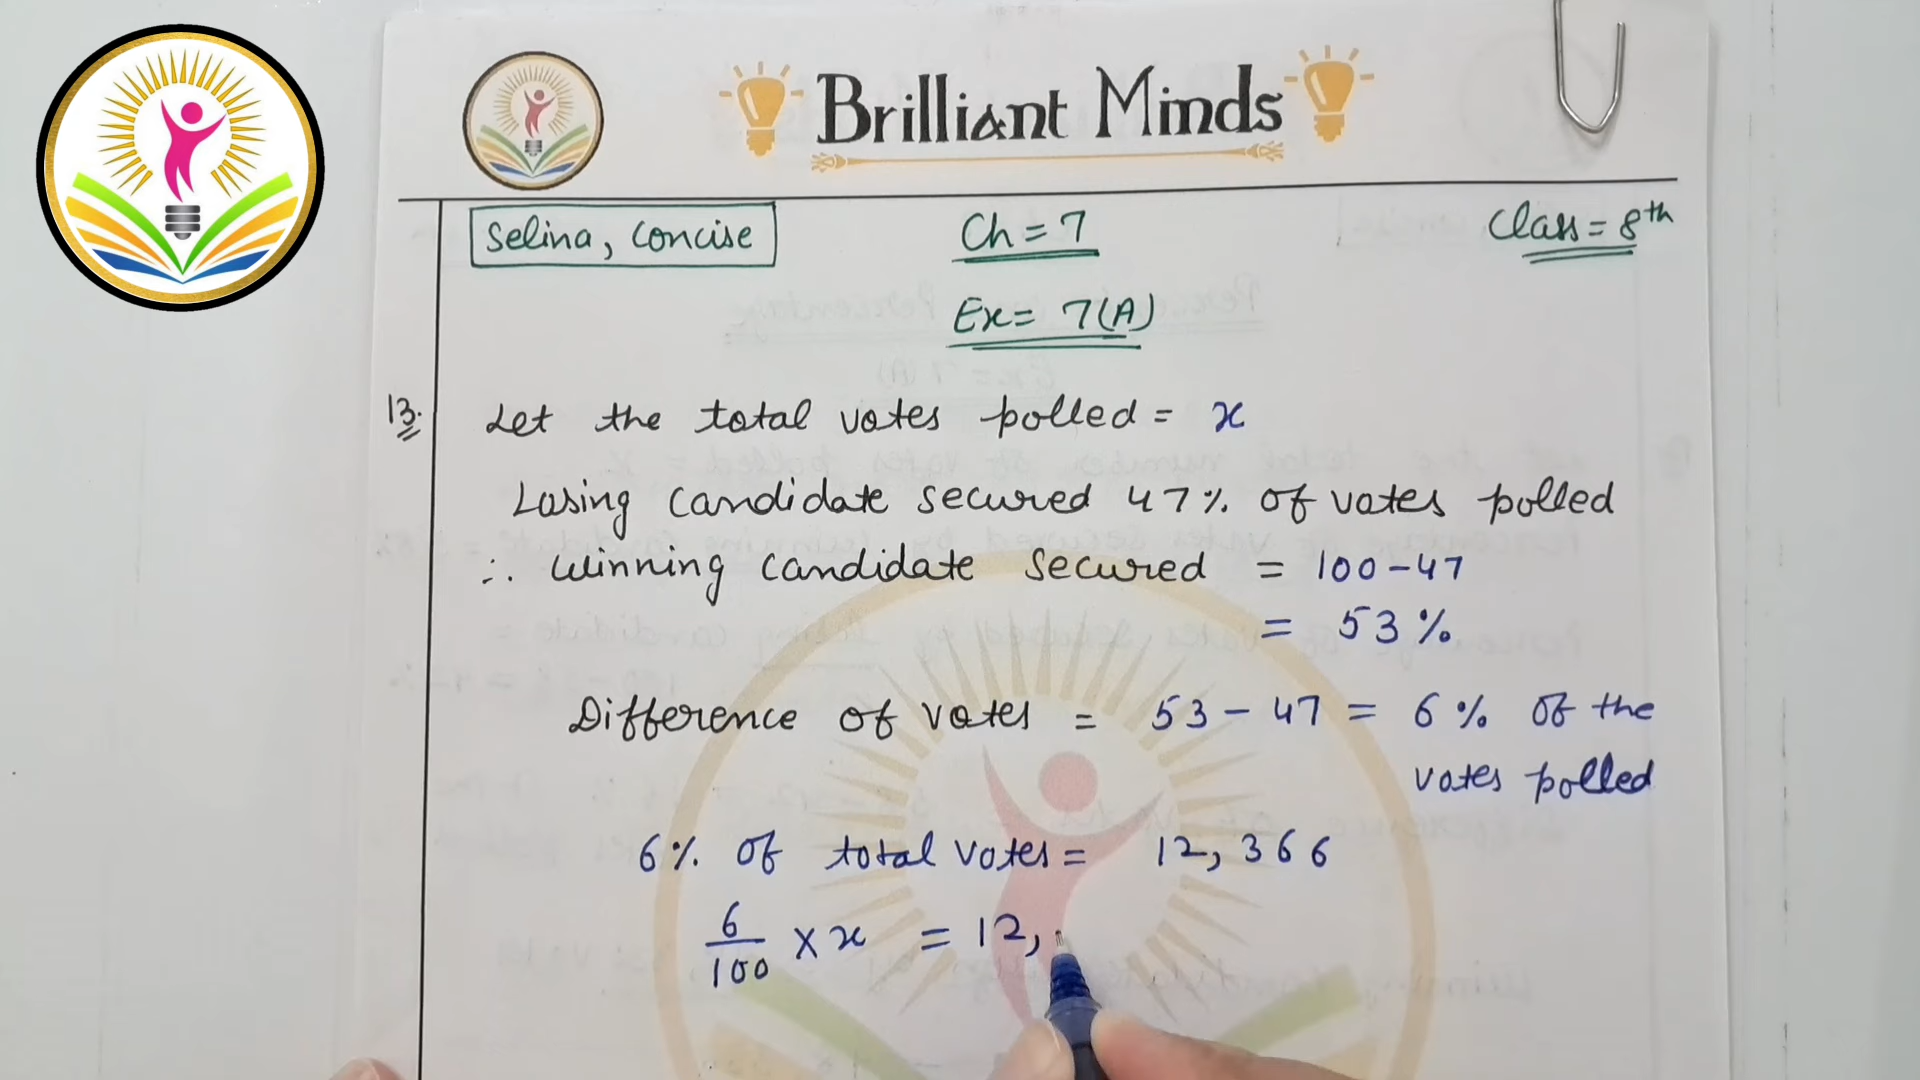 Brilliant Minds
Selina, Concise
Ch = 7
Class = 8th
Ex = 7(A)
13. Let the total votes polled = x
Losing candidate secured 47% of votes polled
∴ Winning candidate secured = 100 - 47
= 53%
Difference of votes = 53 - 47 = 6% of the
votes polled
6% of total votes = 12,366
6/100 × x = 12,